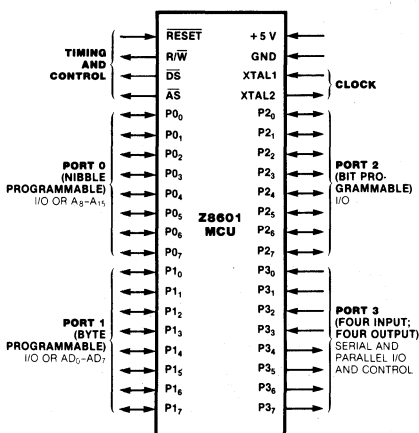 TIMING
AND
CONTROL
R̅E̅S̅E̅T̅
R/W̅
D̅S̅
A̅S̅
PORT 0
(NIBBLE
PROGRAMMABLE)
I/O OR A₈–A₁₅
P0₀
P0₁
P0₂
P0₃
P0₄
P0₅
P0₆
P0₇
PORT 1
(BYTE
PROGRAMMABLE)
I/O OR AD₀–AD₇
P1₀
P1₁
P1₂
P1₃
P1₄
P1₅
P1₆
P1₇
Z8601
MCU
+5 V
GND
XTAL1
XTAL2
CLOCK
P2₀
P2₁
P2₂
P2₃
P2₄
P2₅
P2₆
P2₇
PORT 2
(BIT PRO-
GRAMMABLE)
I/O
P3₀
P3₁
P3₂
P3₃
P3₄
P3₅
P3₆
P3₇
PORT 3
(FOUR INPUT;
FOUR OUTPUT)
SERIAL AND
PARALLEL I/O
AND CONTROL